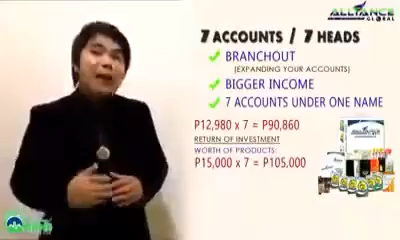 ALLIANCE
GLOBAL
7 ACCOUNTS / 7 HEADS
BRANCHOUT
(EXPANDING YOUR ACCOUNTS)
BIGGER INCOME
7 ACCOUNTS UNDER ONE NAME
P12,980 x 7 = P90,860
RETURN OF INVESTMENT
WORTH OF PRODUCTS:
P15,000 x 7 = P105,000